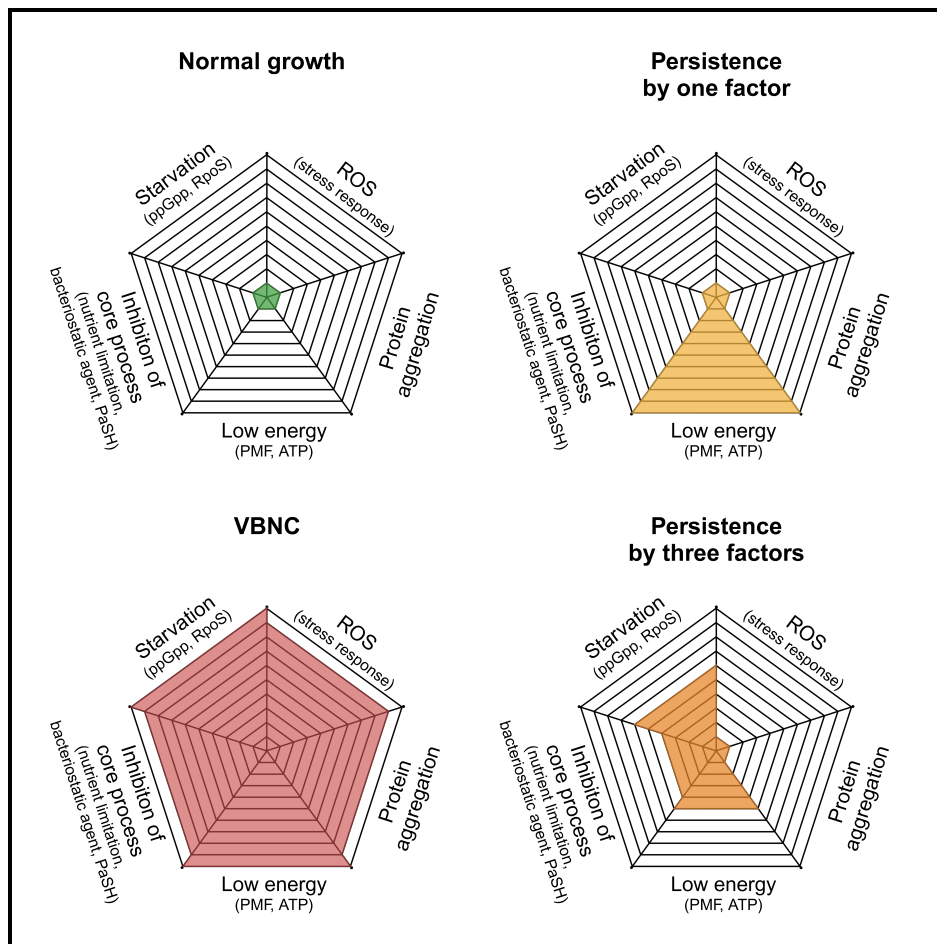 Normal growth
Starvation
(ppGpp, RpoS)
ROS
(stress response)
Inhibiton of
core process
(nutrient limitation,
bacteriostatic agent, PaSH)
Protein
aggregation
Low energy
(PMF, ATP)
Persistence
by one factor
Starvation
(ppGpp, RpoS)
ROS
(stress response)
Inhibiton of
core process
(nutrient limitation,
bacteriostatic agent, PaSH)
Protein
aggregation
Low energy
(PMF, ATP)
VBNC
Starvation
(ppGpp, RpoS)
ROS
(stress response)
Inhibiton of
core process
(nutrient limitation,
bacteriostatic agent, PaSH)
Protein
aggregation
Low energy
(PMF, ATP)
Persistence
by three factors
Starvation
(ppGpp, RpoS)
ROS
(stress response)
Inhibiton of
core process
(nutrient limitation,
bacteriostatic agent, PaSH)
Protein
aggregation
Low energy
(PMF, ATP)